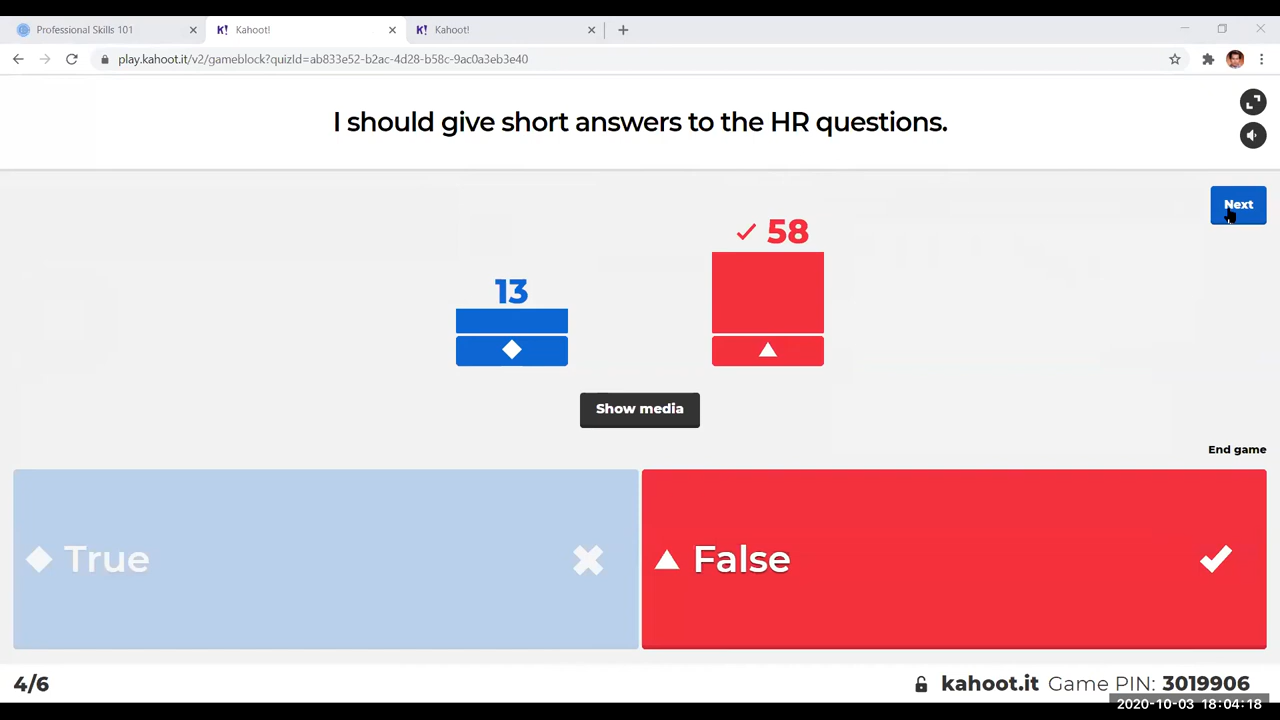 Professional Skills 101
K! Kahoot!
K! Kahoot!
play.kahoot.it/v2/gameblock?quizId=ab833e52-b2ac-4d28-b58c-9ac0a3eb3e40
I should give short answers to the HR questions.
Next
58
13
Show media
End game
True
False
4/6
kahoot.it Game PIN: 3019906
2020-10-03 18:04:18